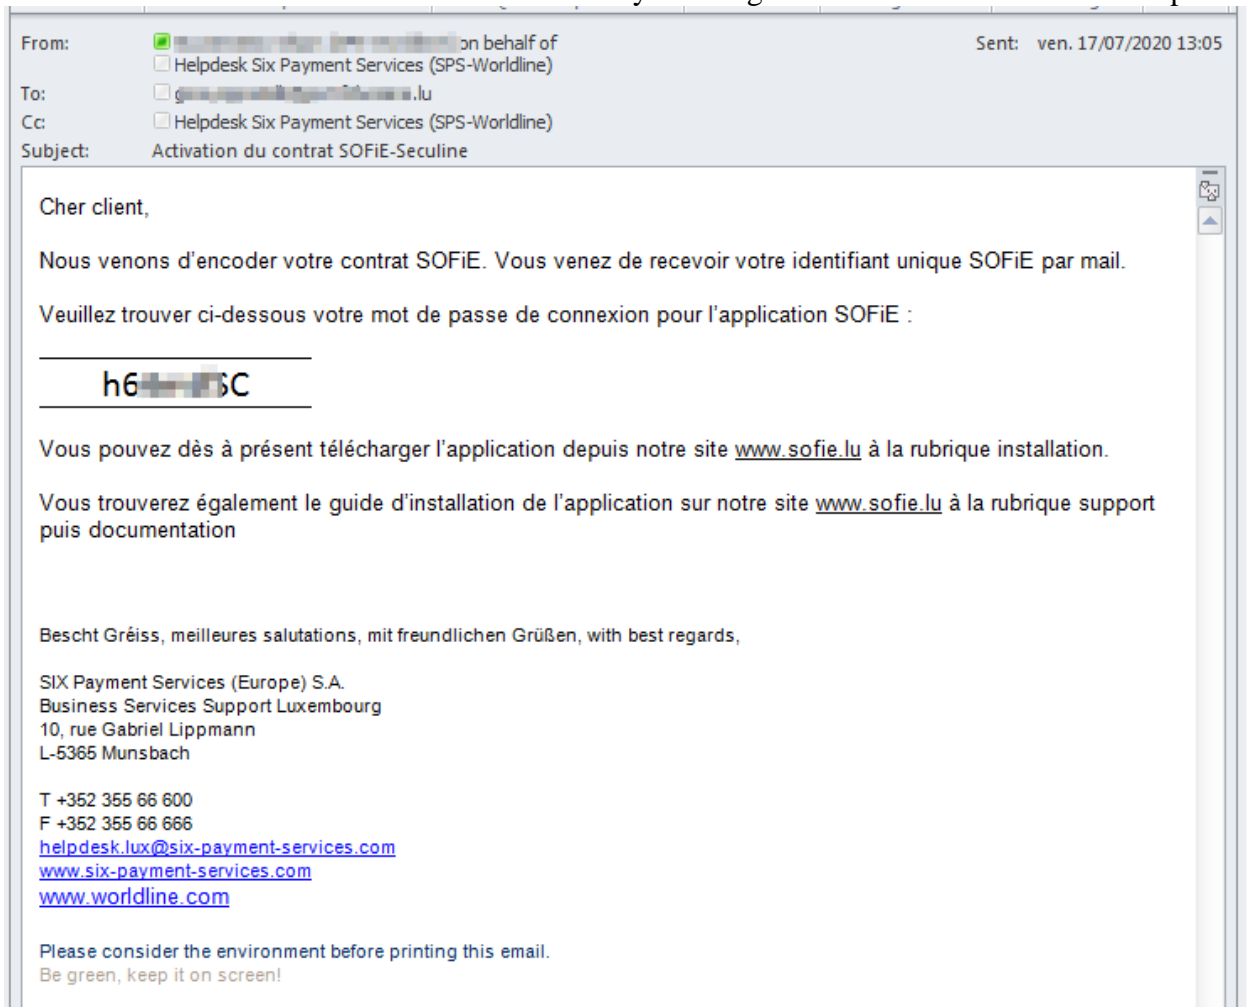 From: on behalf of Sent: ven. 17/07/2020 13:05
Helpdesk Six Payment Services (SPS-Worldline)
To: .lu
Cc: Helpdesk Six Payment Services (SPS-Worldline)
Subject: Activation du contrat SOFiE-Seculine
Cher client,
Nous venons d'encoder votre contrat SOFiE. Vous venez de recevoir votre identifiant unique SOFiE par mail.
Veuillez trouver ci-dessous votre mot de passe de connexion pour l'application SOFiE :
Vous pouvez dès à présent télécharger l'application depuis notre site www.sofie.lu à la rubrique installation.
Vous trouverez également le guide d'installation de l'application sur notre site www.sofie.lu à la rubrique support
puis documentation
Bescht Gréiss, meilleures salutations, mit freundlichen Grüßen, with best regards,
SIX Payment Services (Europe) S.A.
Business Services Support Luxembourg
10, rue Gabriel Lippmann
L-5365 Munsbach
T +352 355 66 600
F +352 355 66 666
helpdesk.lux@six-payment-services.com
www.six-payment-services.com
www.worldline.com
Please consider the environment before printing this email.
Be green, keep it on screen!